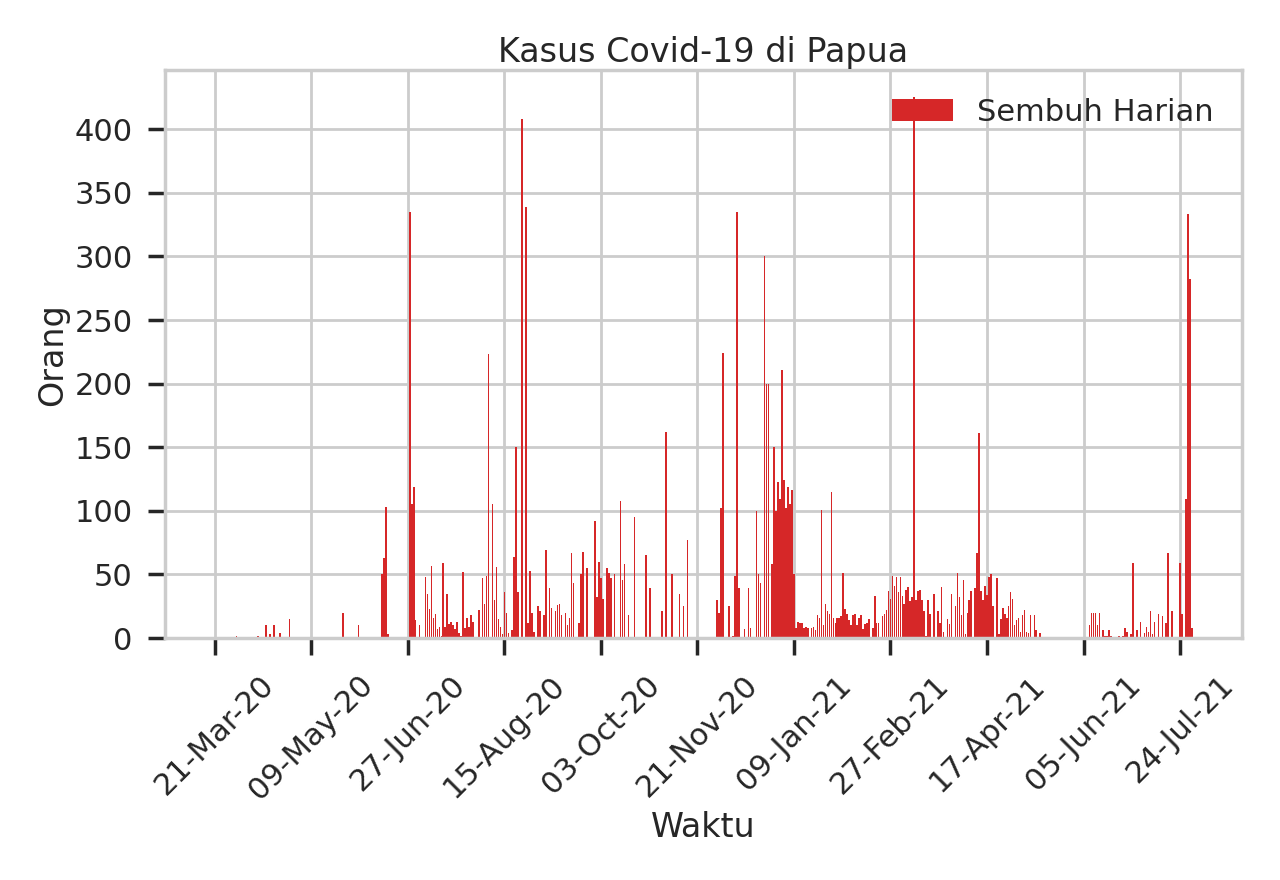 Kasus Covid-19 di Papua
Sembuh Harian
Orang
400
350
300
250
200
150
100
50
0
21-Mar-20
09-May-20
27-Jun-20
15-Aug-20
03-Oct-20
21-Nov-20
09-Jan-21
27-Feb-21
17-Apr-21
05-Jun-21
24-Jul-21
Waktu